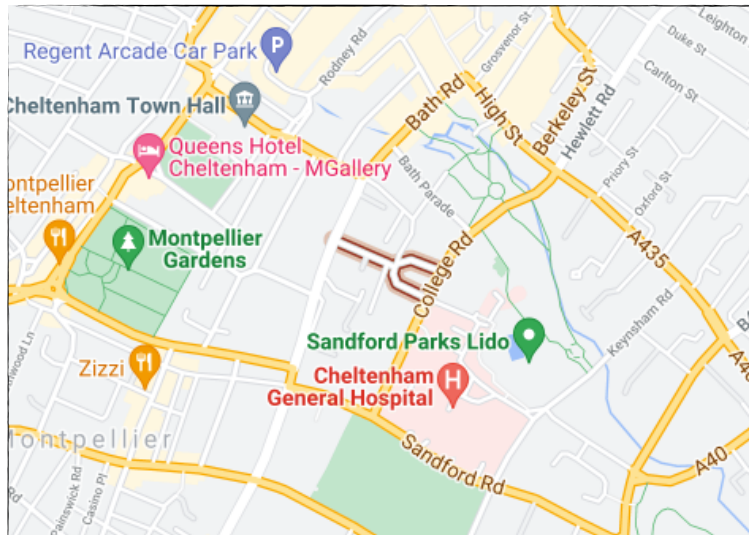 Leighton
Duke St
Grosvenor St
Regent Arcade Car Park
P
Rodney Rd
Bath Rd
High St
Berkeley St
Carlton St
Hewlett Rd
Cheltenham Town Hall
Queens Hotel
Cheltenham - MGallery
Bath Parade
Priory St
Oxford St
ontpellier
eltenham
Montpellier
Gardens
College Rd
A435
Keynsham Rd
Sandford Parks Lido
Zizzi
Cheltenham
General Hospital
H
Montpellier
Sandford Rd
A40
Painswick Rd
Casino Pl
Rd